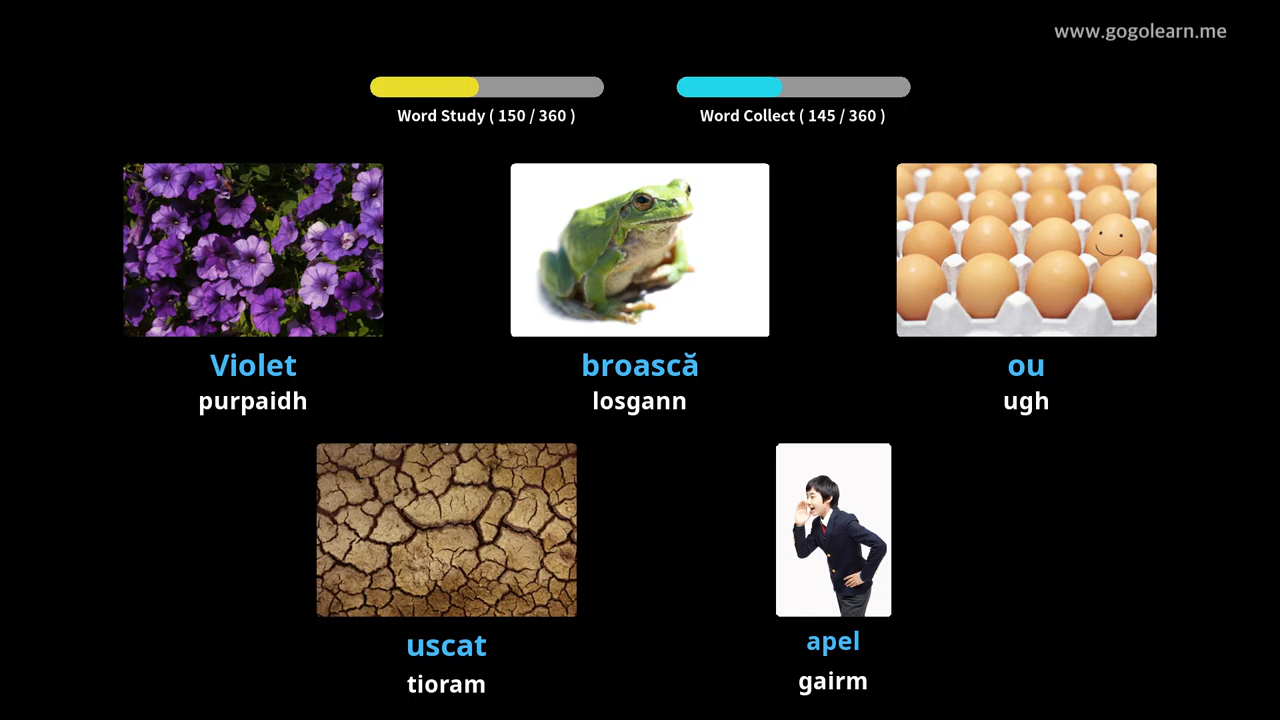 www.gogolearn.me
Word Study ( 150 / 360 )
Word Collect ( 145 / 360 )
Violet
purpaidh
broască
losgann
ou
ugh
uscat
tioram
apel
gairm